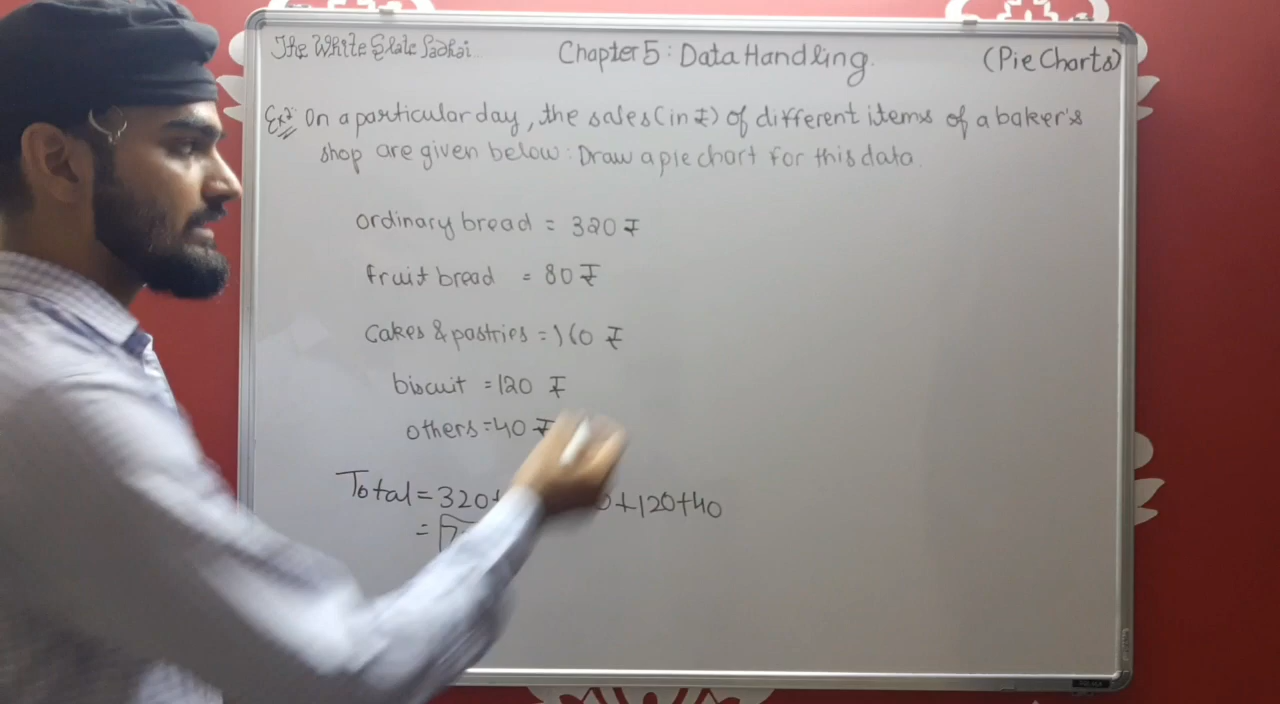 The White Slate Padhai
Chapter 5 : Data Handling.
(Pie Charts)
Ex2: On a particular day, the sales (in ₹) of different items of a baker's
shop are given below: Draw a pie chart for this data.
ordinary bread = 320 ₹
fruit bread = 80 ₹
Cakes & pastries = 160 ₹
biscuit = 120 ₹
others = 40 ₹
Total = 320+ +120+40
=